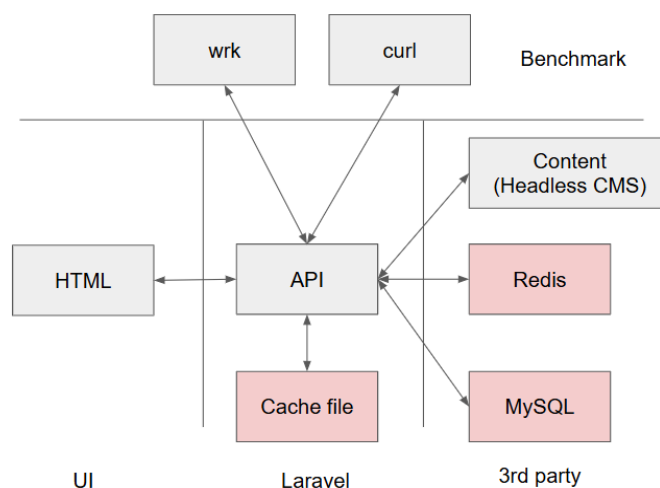 wrk
curl
Benchmark
Content
(Headless CMS)
HTML
API
Redis
Cache file
MySQL
UI
Laravel
3rd party